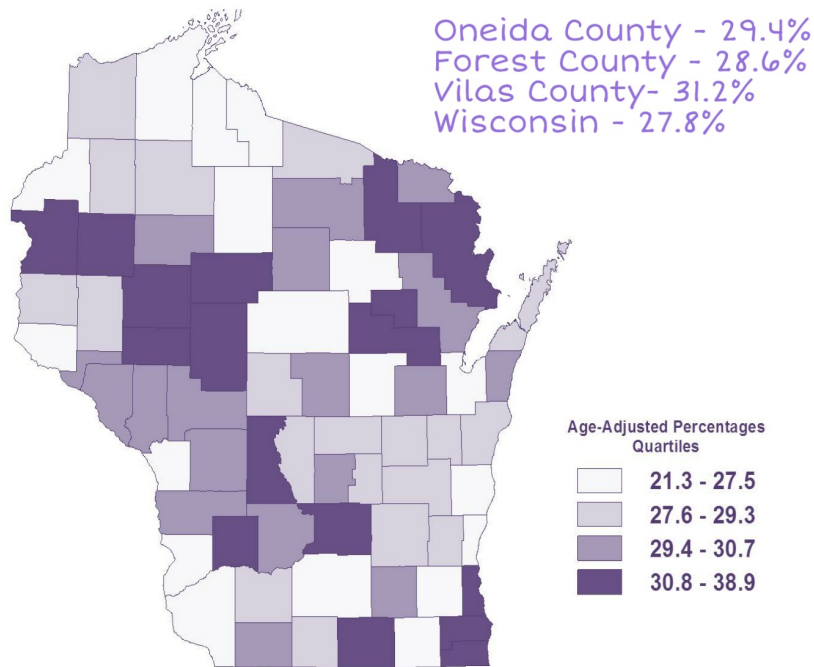 Oneida County - 29.4%
Forest County - 28.6%
Vilas County- 31.2%
Wisconsin - 27.8%
Age-Adjusted Percentages
Quartiles
21.3 - 27.5
27.6 - 29.3
29.4 - 30.7
30.8 - 38.9